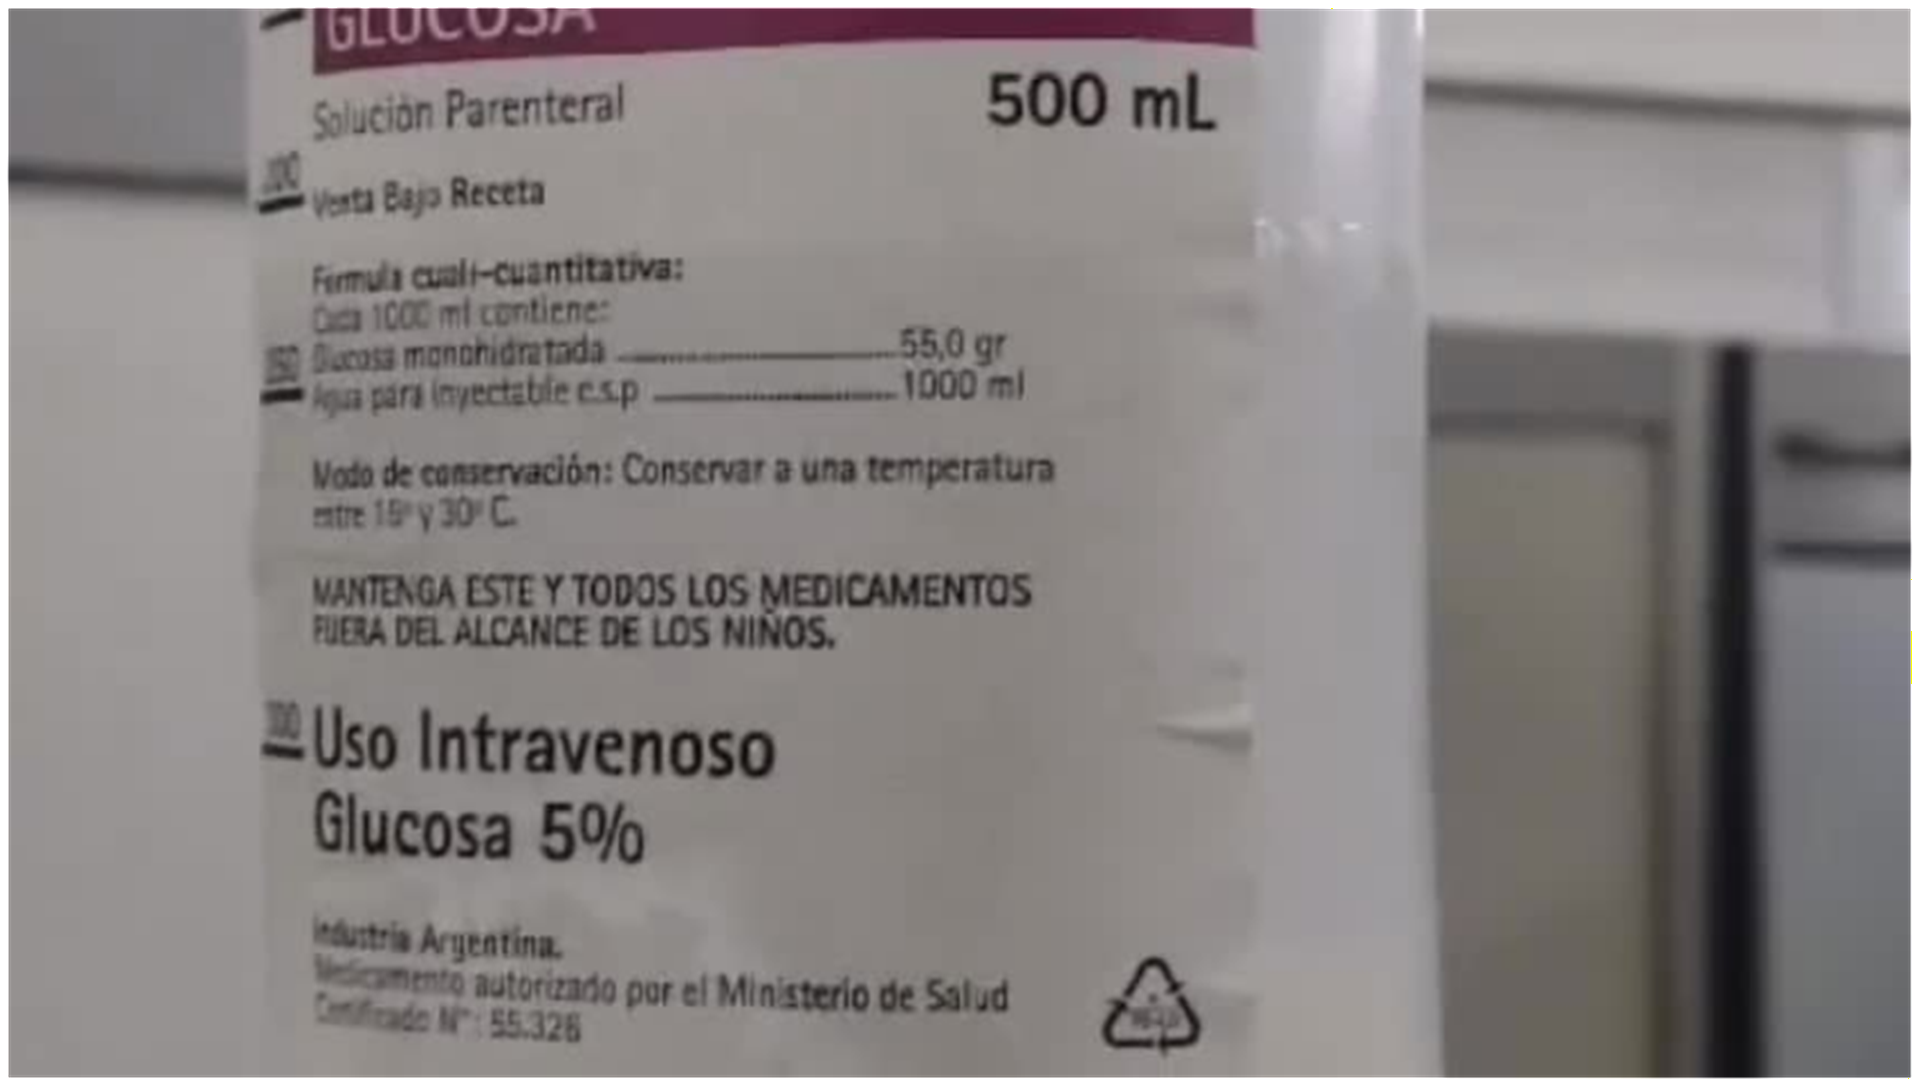 GLUCOSA
Solución Parenteral
500 mL
Venta Bajo Receta
Fórmula cuali-cuantitativa:
Cada 1000 ml contiene:
Glucosa monohidratada ........................ 55,0 gr
Agua para inyectable c.s.p ........................ 1000 ml
Modo de conservación: Conservar a una temperatura
entre 15º y 30º C.
MANTENGA ESTE Y TODOS LOS MEDICAMENTOS
FUERA DEL ALCANCE DE LOS NIÑOS.
Uso Intravenoso
Glucosa 5%
Industria Argentina.
Medicamento autorizado por el Ministerio de Salud
Certificado N°: 55.326